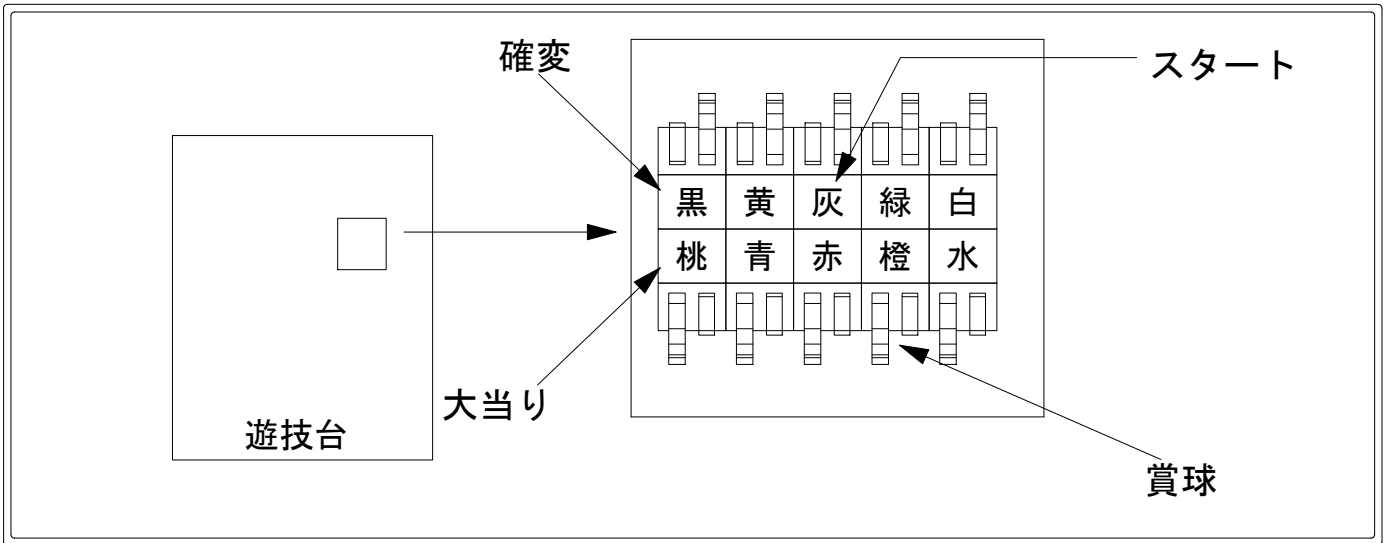 確変
スタート
黒 黄 灰 緑 白
桃 青 赤 橙 水
大当り
遊技台
賞球